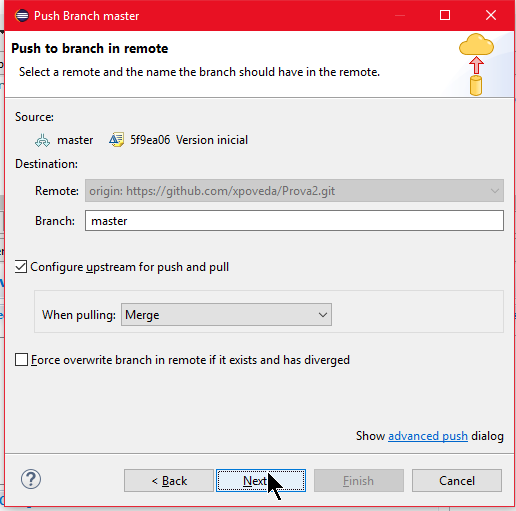 Push Branch master
Push to branch in remote
Select a remote and the name the branch should have in the remote.
Source:
master 5f9ea06 Version inicial
Destination:
Remote: origin: https://github.com/xpoveda/Prova2.git
Branch: master
Configure upstream for push and pull
When pulling: Merge
Force overwrite branch in remote if it exists and has diverged
Show advanced push dialog
? < Back Next Finish Cancel